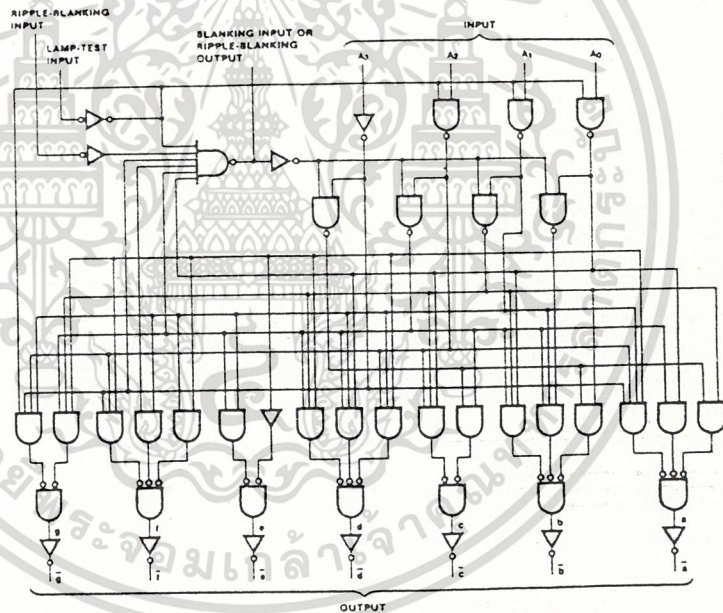 RIPPLE-BLANKING
INPUT
LAMP-TEST
INPUT
BLANKING INPUT OR
RIPPLE-BLANKING
OUTPUT
INPUT
A3 A2 A1 A0
g f e d c b a
g̅ f̅ e̅ d̅ c̅ b̅ a̅
OUTPUT